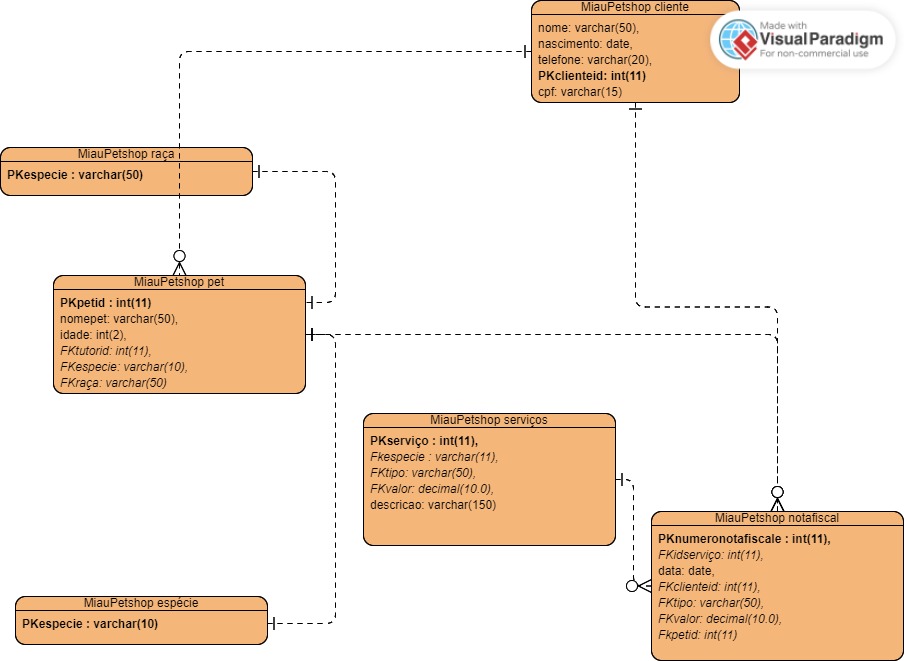 MiauPetshop cliente
nome: varchar(50),
nascimento: date,
telefone: varchar(20),
PKclienteid: int(11)
cpf: varchar(15)
Made with
VisualParadigm
For non-commercial use
MiauPetshop raça
PKespecie : varchar(50)
MiauPetshop pet
PKpetid : int(11)
nomepet: varchar(50),
idade: int(2),
FKtutorid: int(11),
FKespecie: varchar(10),
FKraça: varchar(50)
MiauPetshop serviços
PKserviço : int(11),
Fkespecie : varchar(11),
FKtipo: varchar(50),
FKvalor: decimal(10.0),
descricao: varchar(150)
MiauPetshop notafiscal
PKnumeronotafiscale : int(11),
FKidserviço: int(11),
data: date,
FKclienteid: int(11),
FKtipo: varchar(50),
FKvalor: decimal(10.0),
Fkpetid: int(11)
MiauPetshop espécie
PKespecie : varchar(10)